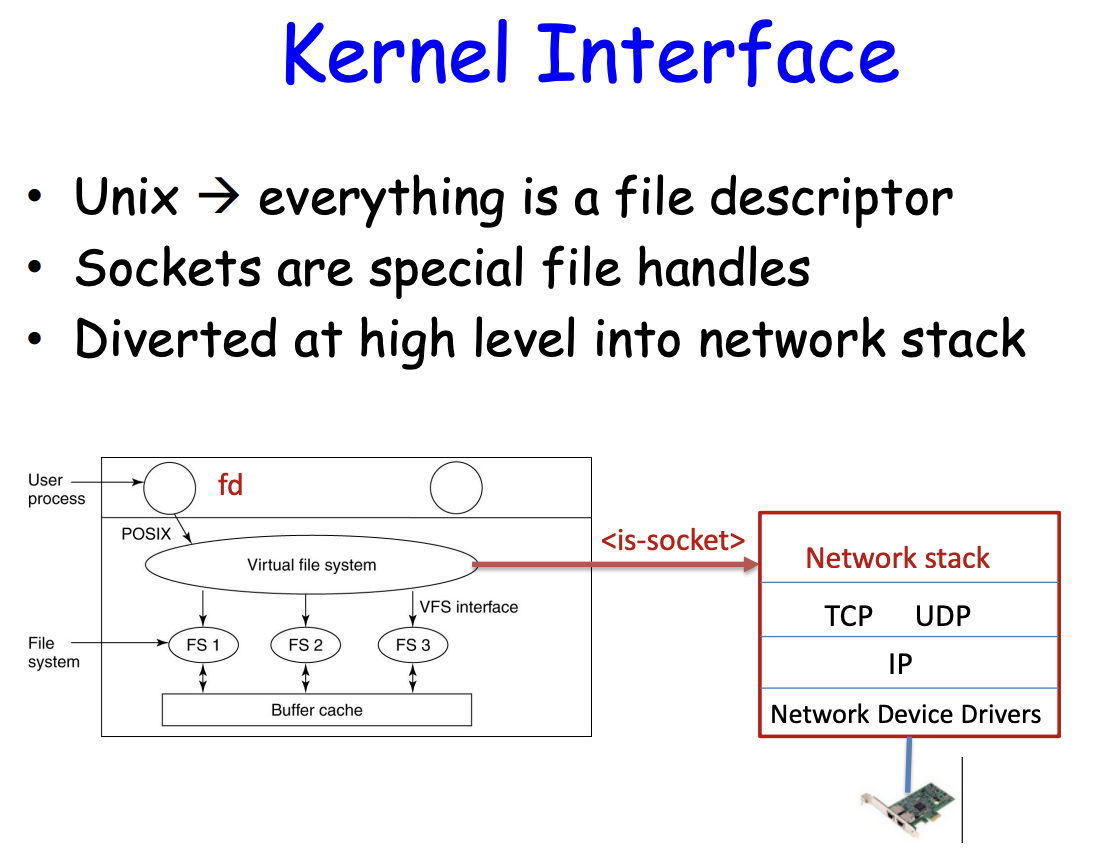 Kernel Interface
• Unix → everything is a file descriptor
• Sockets are special file handles
• Diverted at high level into network stack
User
process
fd
POSIX
Virtual file system
<is-socket>
VFS interface
File
system
FS 1
FS 2
FS 3
Buffer cache
Network stack
TCP UDP
IP
Network Device Drivers